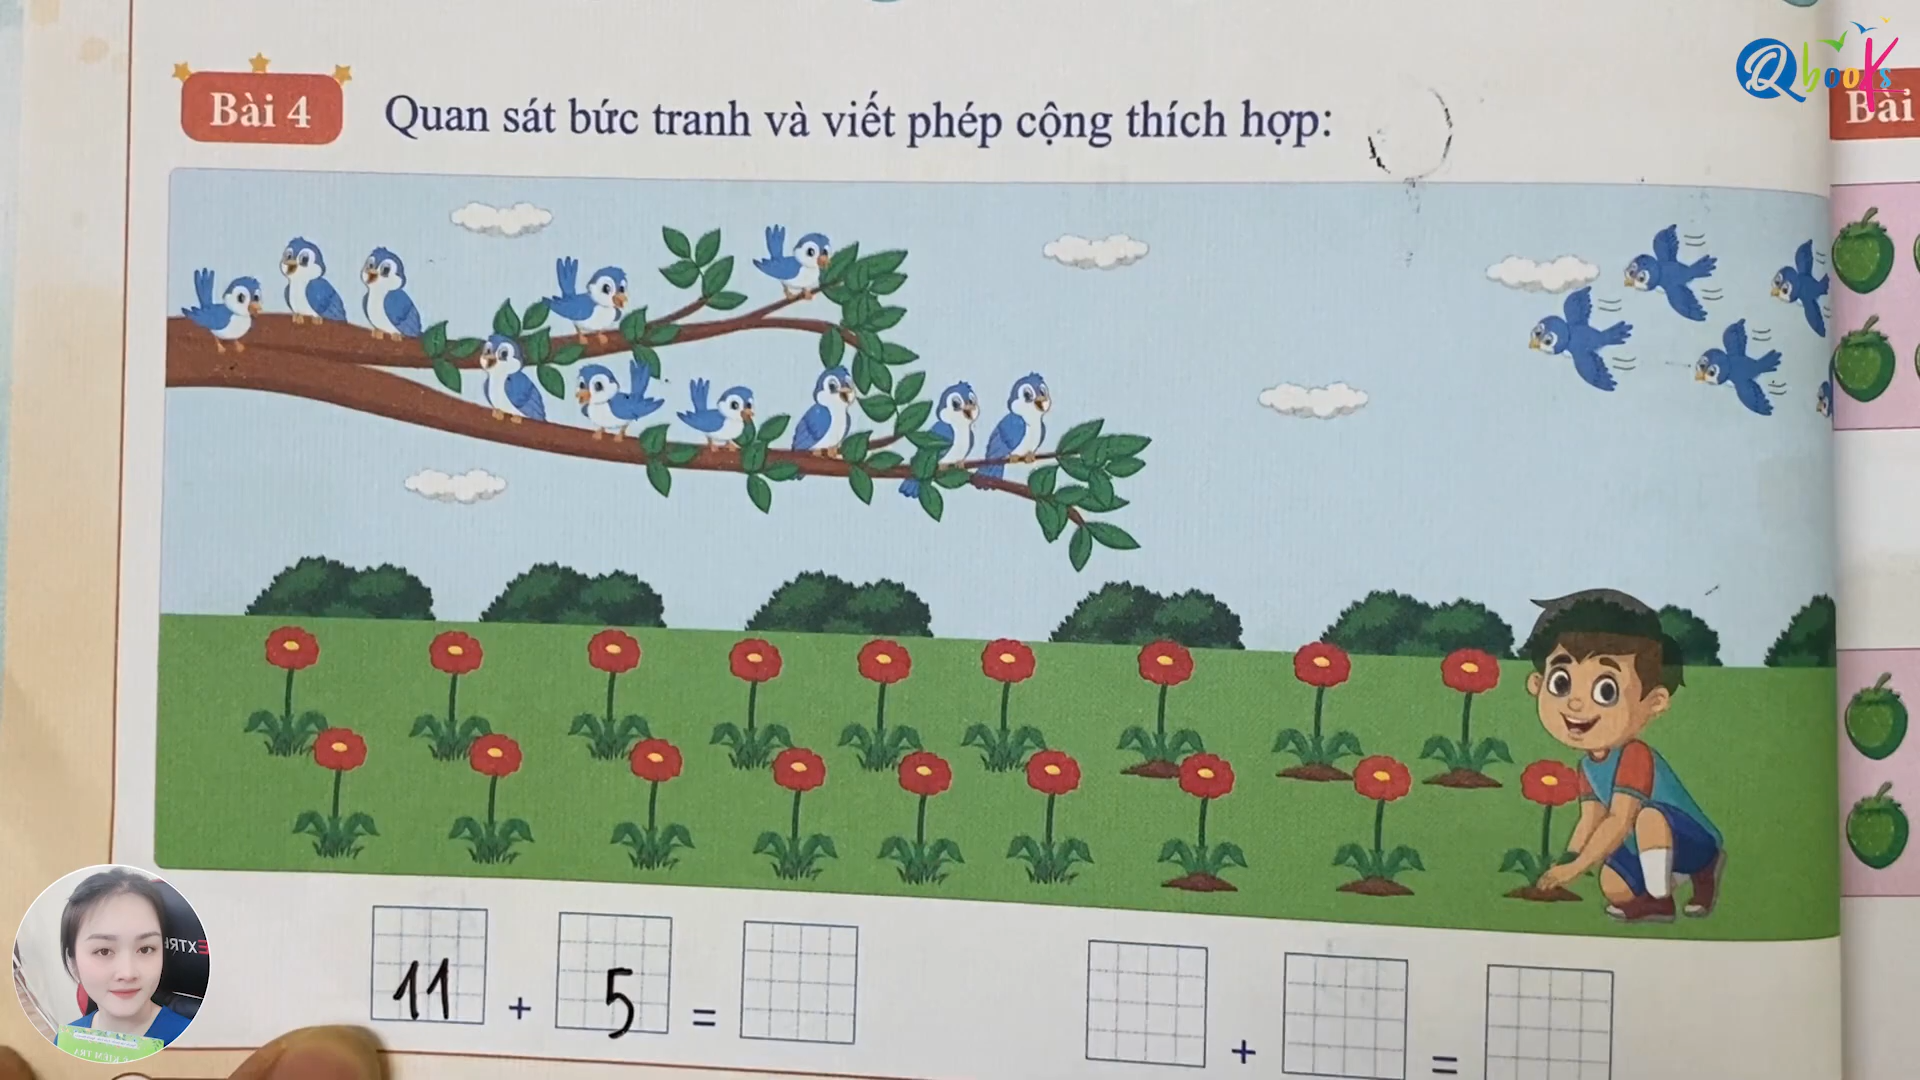 Qbooks
Bài 4 Quan sát bức tranh và viết phép cộng thích hợp:
Bài
11 + 5 =
+ =